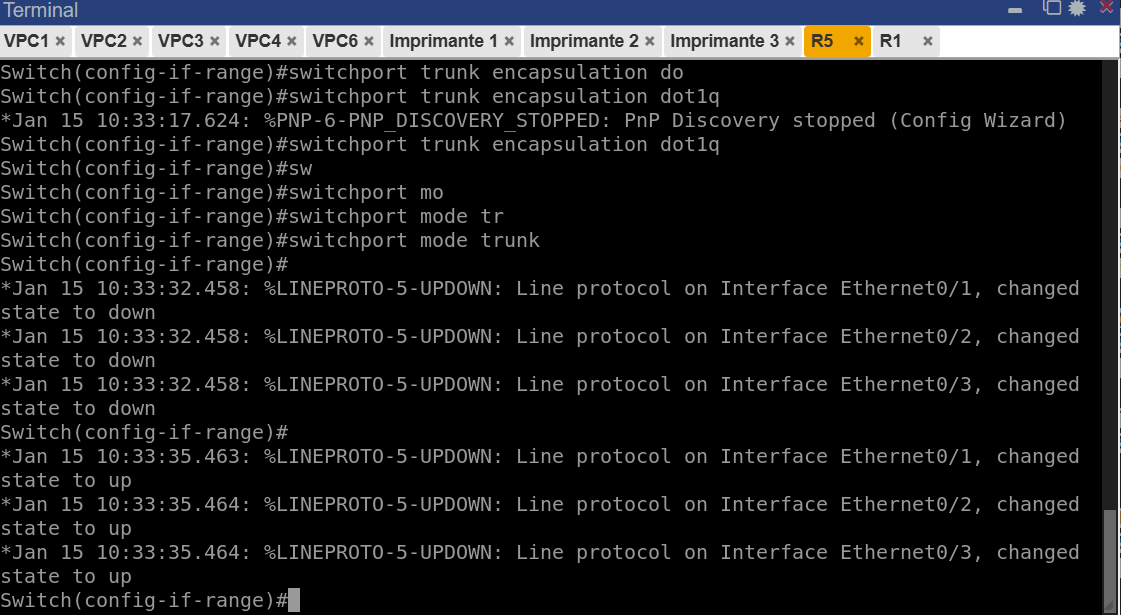 Terminal
VPC1 × VPC2 × VPC3 × VPC4 × VPC6 × Imprimante 1 × Imprimante 2 × Imprimante 3 × R5 × R1 ×
Switch(config-if-range)#switchport trunk encapsulation do
Switch(config-if-range)#switchport trunk encapsulation dot1q
*Jan 15 10:33:17.624: %PNP-6-PNP_DISCOVERY_STOPPED: PnP Discovery stopped (Config Wizard)
Switch(config-if-range)#switchport trunk encapsulation dot1q
Switch(config-if-range)#sw
Switch(config-if-range)#switchport mo
Switch(config-if-range)#switchport mode tr
Switch(config-if-range)#switchport mode trunk
Switch(config-if-range)#
*Jan 15 10:33:32.458: %LINEPROTO-5-UPDOWN: Line protocol on Interface Ethernet0/1, changed
state to down
*Jan 15 10:33:32.458: %LINEPROTO-5-UPDOWN: Line protocol on Interface Ethernet0/2, changed
state to down
*Jan 15 10:33:32.458: %LINEPROTO-5-UPDOWN: Line protocol on Interface Ethernet0/3, changed
state to down
Switch(config-if-range)#
*Jan 15 10:33:35.463: %LINEPROTO-5-UPDOWN: Line protocol on Interface Ethernet0/1, changed
state to up
*Jan 15 10:33:35.464: %LINEPROTO-5-UPDOWN: Line protocol on Interface Ethernet0/2, changed
state to up
*Jan 15 10:33:35.464: %LINEPROTO-5-UPDOWN: Line protocol on Interface Ethernet0/3, changed
state to up
Switch(config-if-range)#